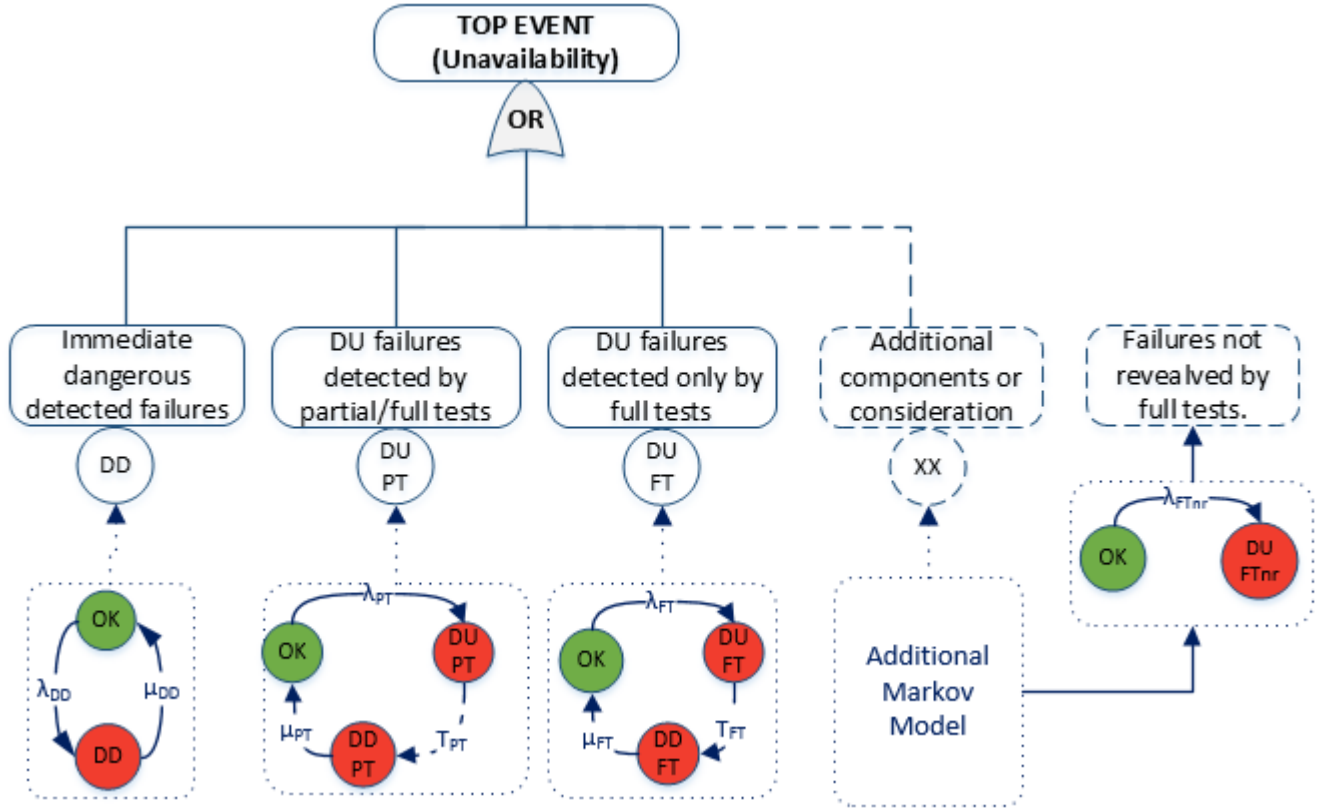 TOP EVENT
(Unavailability)
OR
Immediate
dangerous
detected failures
DU failures
detected by
partial/full tests
DU failures
detected only by
full tests
Additional
components or
consideration
Failures not
revealved by
full tests.
DD
DU
PT
DU
FT
XX
λFTnr
OK
DU
FTnr
OK
λDD
μDD
DD
λPT
OK
DU
PT
μPT
DD
PT
TPT
λFT
OK
DU
FT
μFT
DD
FT
TFT
Additional
Markov
Model